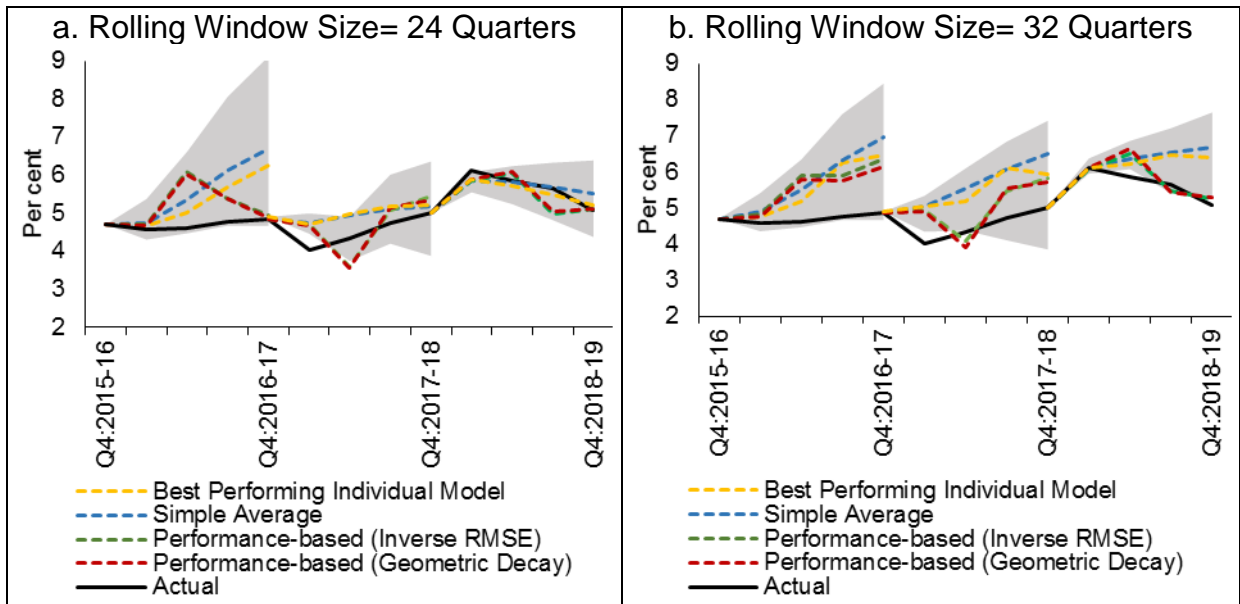 a. Rolling Window Size= 24 Quarters
Per cent
9
8
7
6
5
4
3
2
Q4:2015-16
Q4:2016-17
Q4:2017-18
Q4:2018-19
Best Performing Individual Model
Simple Average
Performance-based (Inverse RMSE)
Performance-based (Geometric Decay)
Actual
b. Rolling Window Size= 32 Quarters
Per cent
9
8
7
6
5
4
3
2
Q4:2015-16
Q4:2016-17
Q4:2017-18
Q4:2018-19
Best Performing Individual Model
Simple Average
Performance-based (Inverse RMSE)
Performance-based (Geometric Decay)
Actual